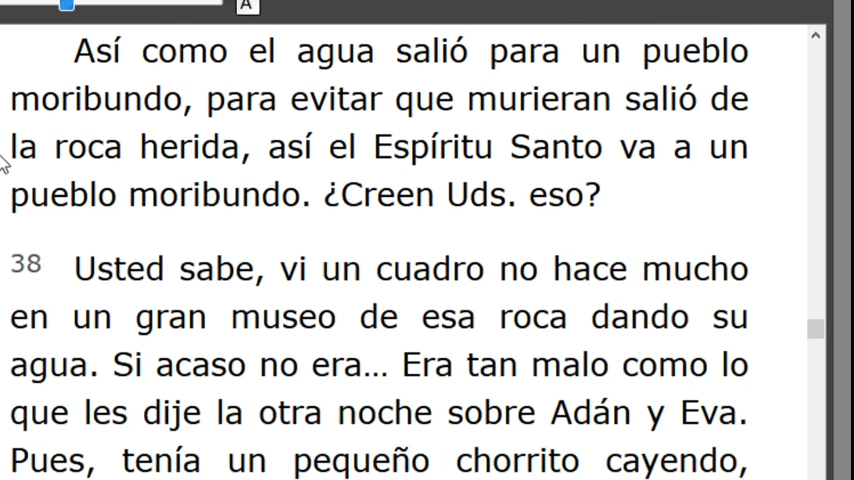 A
Así como el agua salió para un pueblo
moribundo, para evitar que murieran salió de
la roca herida, así el Espíritu Santo va a un
pueblo moribundo. ¿Creen Uds. eso?
38 Usted sabe, vi un cuadro no hace mucho
en un gran museo de esa roca dando su
agua. Si acaso no era... Era tan malo como lo
que les dije la otra noche sobre Adán y Eva.
Pues, tenía un pequeño chorrito cayendo,